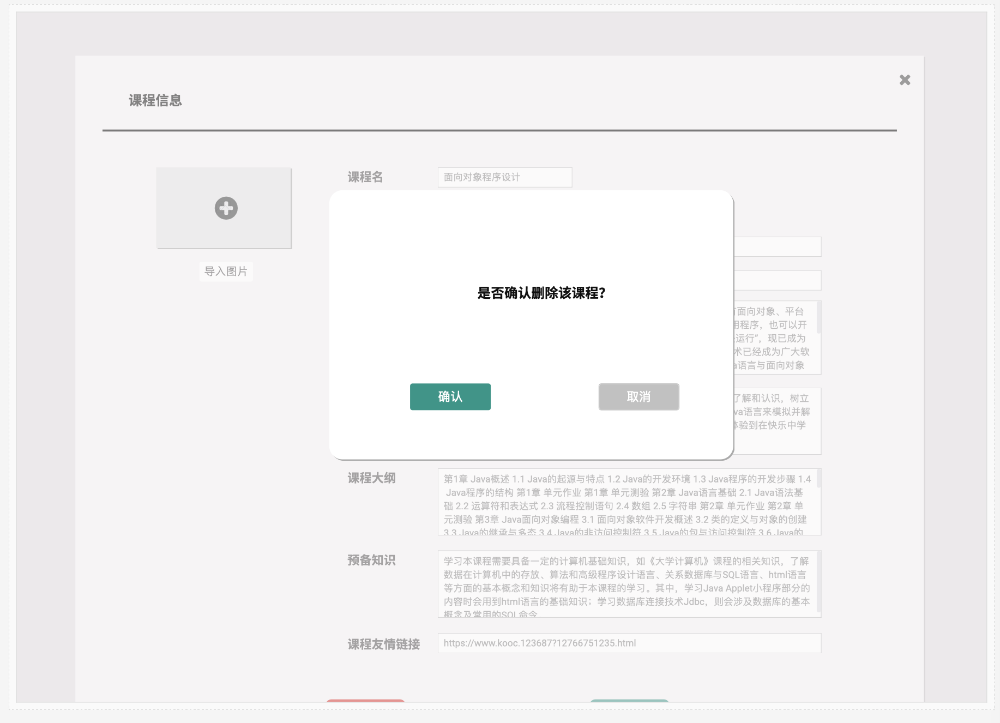 课程信息
课程名
面向对象程序设计
导入图片
是否确认删除该课程？
面向对象、平台
用程序，也可以开
运行”，现已成为
术已经成为广大软
a语言与面向对象
确认
取消
了解和认识，树立
va语言来模拟并解
体验到在快乐中学
课程大纲
第1章 Java概述 1.1 Java的起源与特点 1.2 Java的开发环境 1.3 Java程序的开发步骤 1.4
Java程序的结构 第1章 单元作业 第1章 单元测验 第2章 Java语言基础 2.1 Java语法基
础 2.2 运算符和表达式 2.3 流程控制语句 2.4 数组 2.5 字符串 第2章 单元作业 第2章 单
元测验 第3章 Java面向对象编程 3.1 面向对象软件开发概述 3.2 类的定义与对象的创建
3.3 Java的继承与多态 3.4 Java的非访问控制符 3.5 Java的包与访问控制符 3.6 Java的
预备知识
学习本课程需要具备一定的计算机基础知识，如《大学计算机》课程的相关知识，了解
数据在计算机中的存放、算法和高级程序设计语言、关系数据库与SQL语言、html语言
等方面的基本概念和知识将有助于本课程的学习。其中，学习Java Applet小程序部分的
内容时会用到html语言的基础知识；学习数据库连接技术Jdbc，则会涉及数据库的基本
概念及常用的SQL命令。
课程友情链接
https://www.kooc.123687?12766751235.html